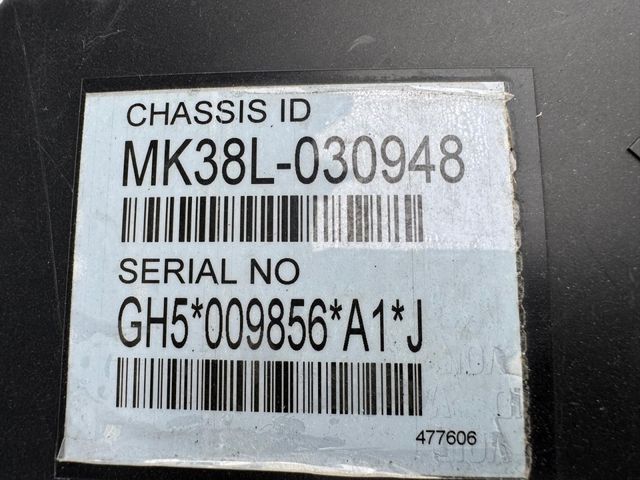 CHASSIS ID
MK38L-030948
SERIAL NO
GH5*009856*A1*J
477606